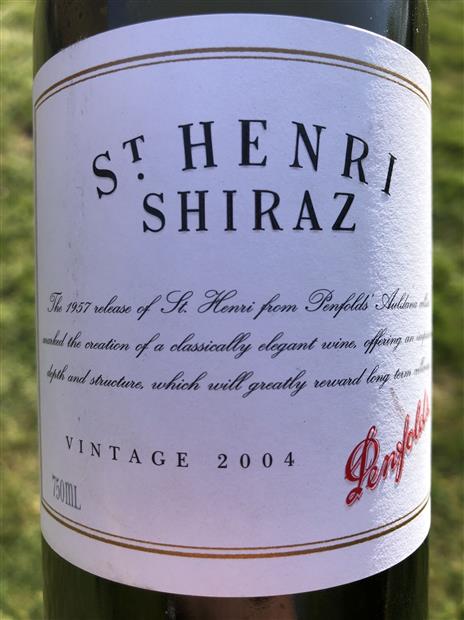 ST. HENRI
SHIRAZ
The 1957 release of St. Henri from Penfolds' Auldana
marked the creation of a classically elegant wine, offering an
depth and structure, which will greatly reward long term
VINTAGE 2004
Penfolds
750mL